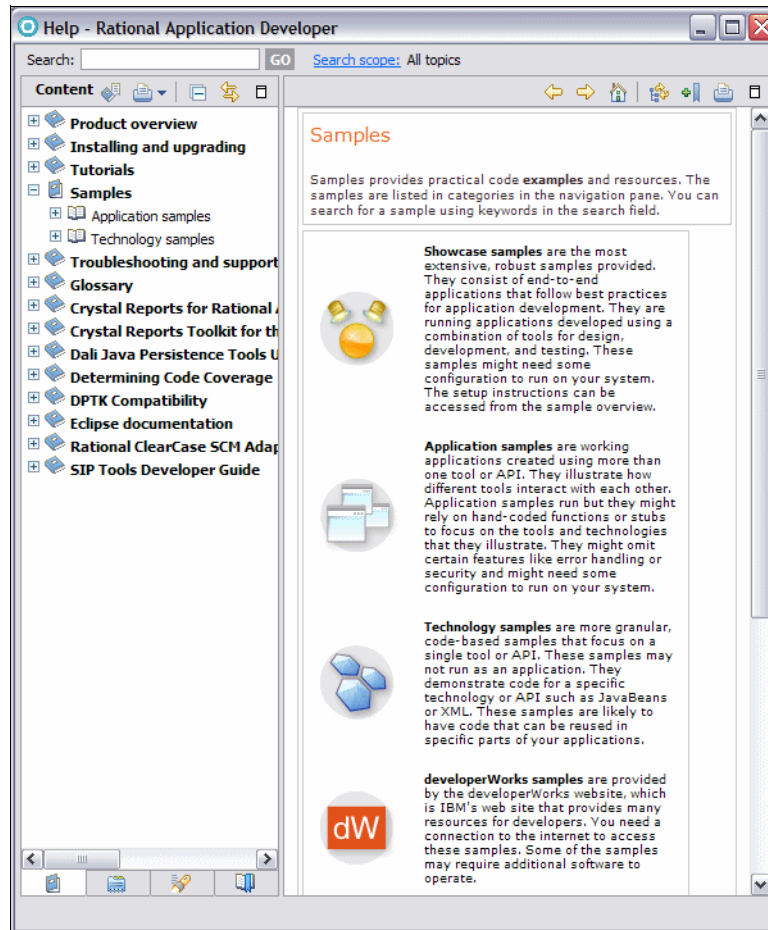 Help - Rational Application Developer
Search:
GO
Search scope: All topics
Content
Product overview
Installing and upgrading
Tutorials
Samples
Application samples
Technology samples
Troubleshooting and support
Glossary
Crystal Reports for Rational
Crystal Reports Toolkit for th
Dali Java Persistence Tools U
Determining Code Coverage
DPTK Compatibility
Eclipse documentation
Rational ClearCase SCM Adap
SIP Tools Developer Guide
Samples
Samples provides practical code examples and resources. The
samples are listed in categories in the navigation pane. You can
search for a sample using keywords in the search field.
Showcase samples are the most
extensive, robust samples provided.
They consist of end-to-end
applications that follow best practices
for application development. They are
running applications developed using a
combination of tools for design,
development, and testing. These
samples might need some
configuration to run on your system.
The setup instructions can be
accessed from the sample overview.
Application samples are working
applications created using more than
one tool or API. They illustrate how
different tools interact with each other.
Application samples run but they might
rely on hand-coded functions or stubs
to focus on the tools and technologies
that they illustrate. They might omit
certain features like error handling or
security and might need some
configuration to run on your system.
Technology samples are more granular,
code-based samples that focus on a
single tool or API. These samples may
not run as an application. They
demonstrate code for a specific
technology or API such as JavaBeans
or XML. These samples are likely to
have code that can be reused in
specific parts of your applications.
dW
developerWorks samples are provided
by the developerWorks website, which
is IBM's web site that provides many
resources for developers. You need a
connection to the internet to access
these samples. Some of the samples
may require additional software to
operate.